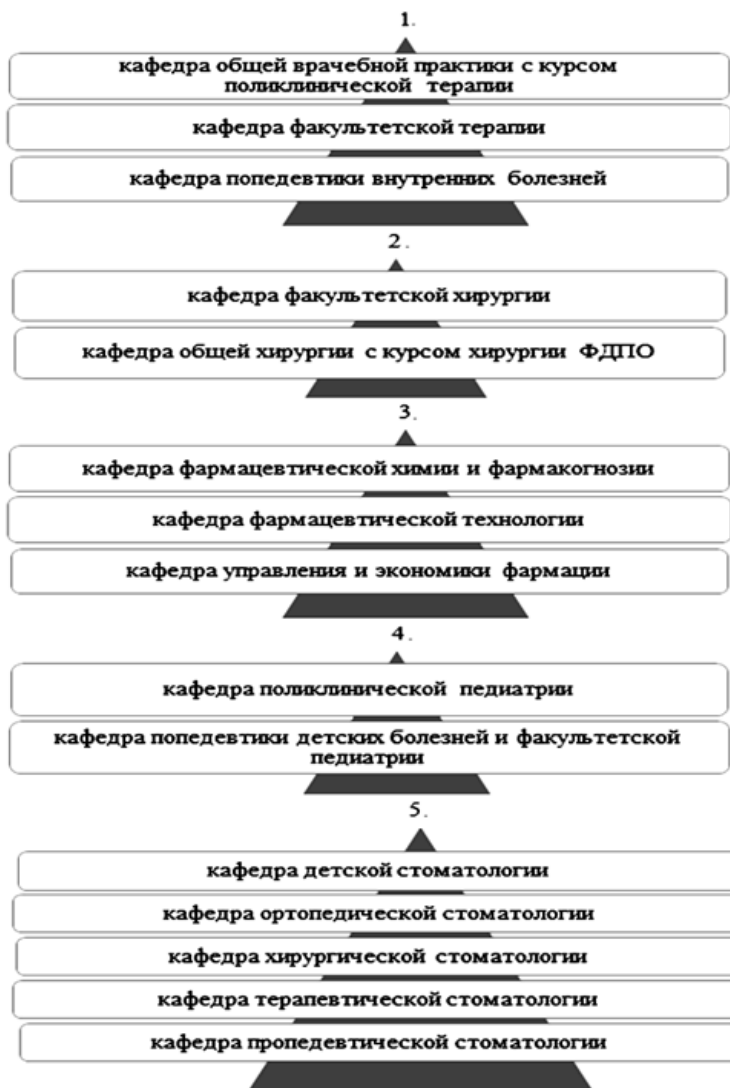 1.
кафедра общей врачебной практики с курсом
поликлинической терапии
кафедра факультетской терапии
кафедра попедевтики внутренних болезней
2.
кафедра факультетской хирургии
кафедра общей хирургии с курсом хирургии ФДПО
3.
кафедра фармацевтической химии и фармакогнозии
кафедра фармацевтической технологии
кафедра управления и экономики фармации
4.
кафедра поликлинической педиатрии
кафедра попедевтики детских болезней и факультетской
педиатрии
5.
кафедра детской стоматологии
кафедра ортопедической стоматологии
кафедра хирургической стоматологии
кафедра терапевтической стоматологии
кафедра пропедевтической стоматологии